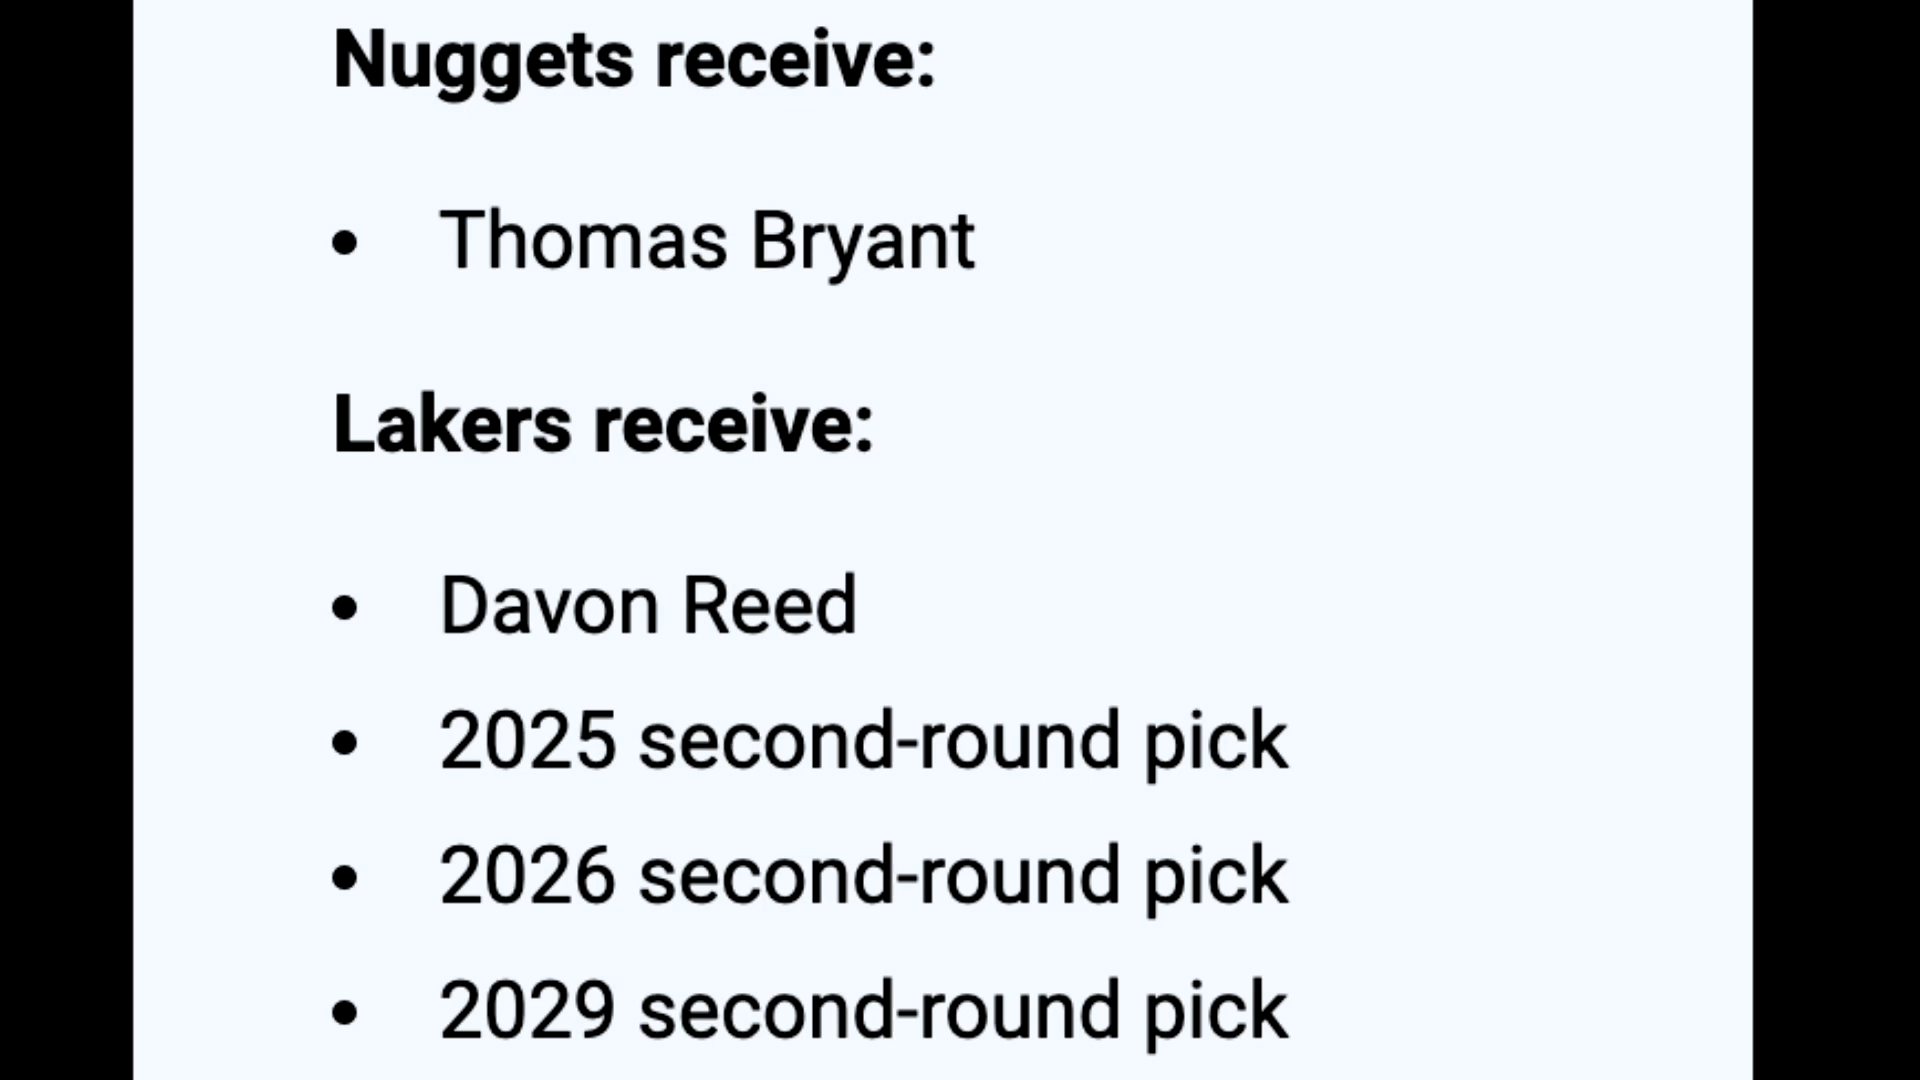 Nuggets receive:
• Thomas Bryant
Lakers receive:
• Davon Reed
• 2025 second-round pick
• 2026 second-round pick
• 2029 second-round pick